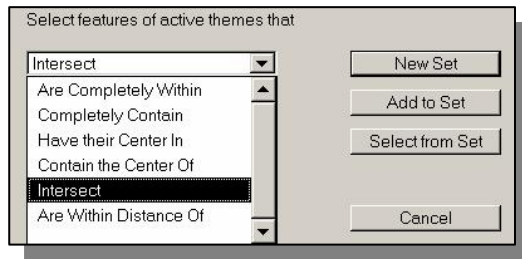 Select features of active themes that
Intersect
Are Completely Within
Completely Contain
Have their Center In
Contain the Center Of
Intersect
Are Within Distance Of
New Set
Add to Set
Select from Set
Cancel